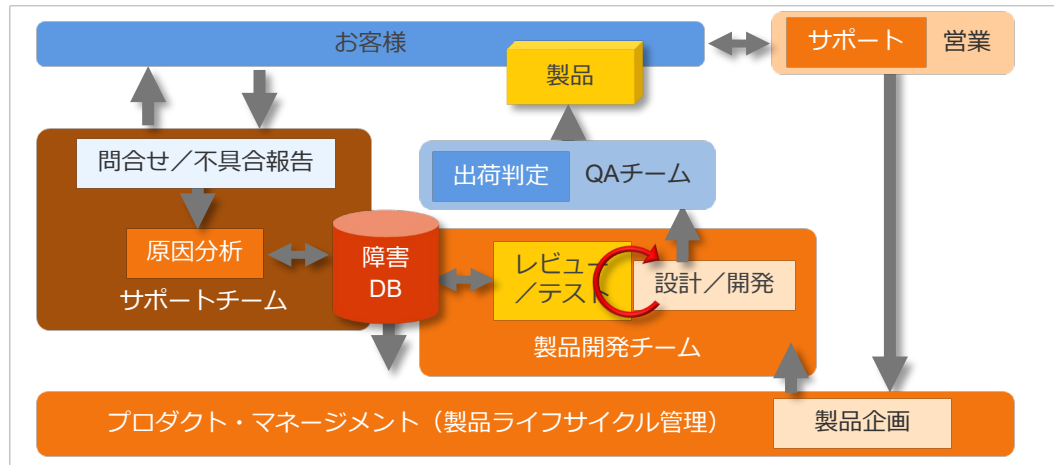 お客様
サポート 営業
製品
問合せ／不具合報告
出荷判定 QAチーム
原因分析
サポートチーム
障害
DB
レビュー
／テスト
設計／開発
製品開発チーム
プロダクト・マネージメント（製品ライフサイクル管理）
製品企画